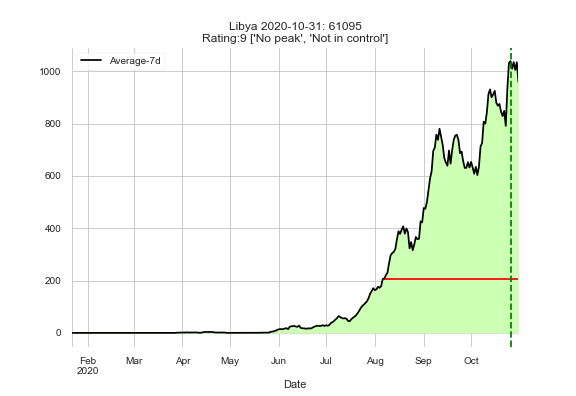 Libya 2020-10-31: 61095
Rating:9 ['No peak', 'Not in control']
Average-7d
1000
800
600
400
200
0
Feb Mar Apr May Jun Jul Aug Sep Oct
2020
Date